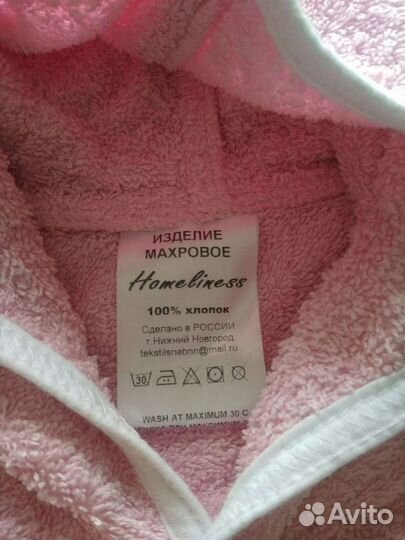 ИЗДЕЛИЕ
МАХРОВОЕ
Homeliness
100% хлопок
Сделано в РОССИИ
г.Нижний Новгород
tekstilsnabnn@mail.ru
30
WASH AT MAXIMUM 30 C
Avito